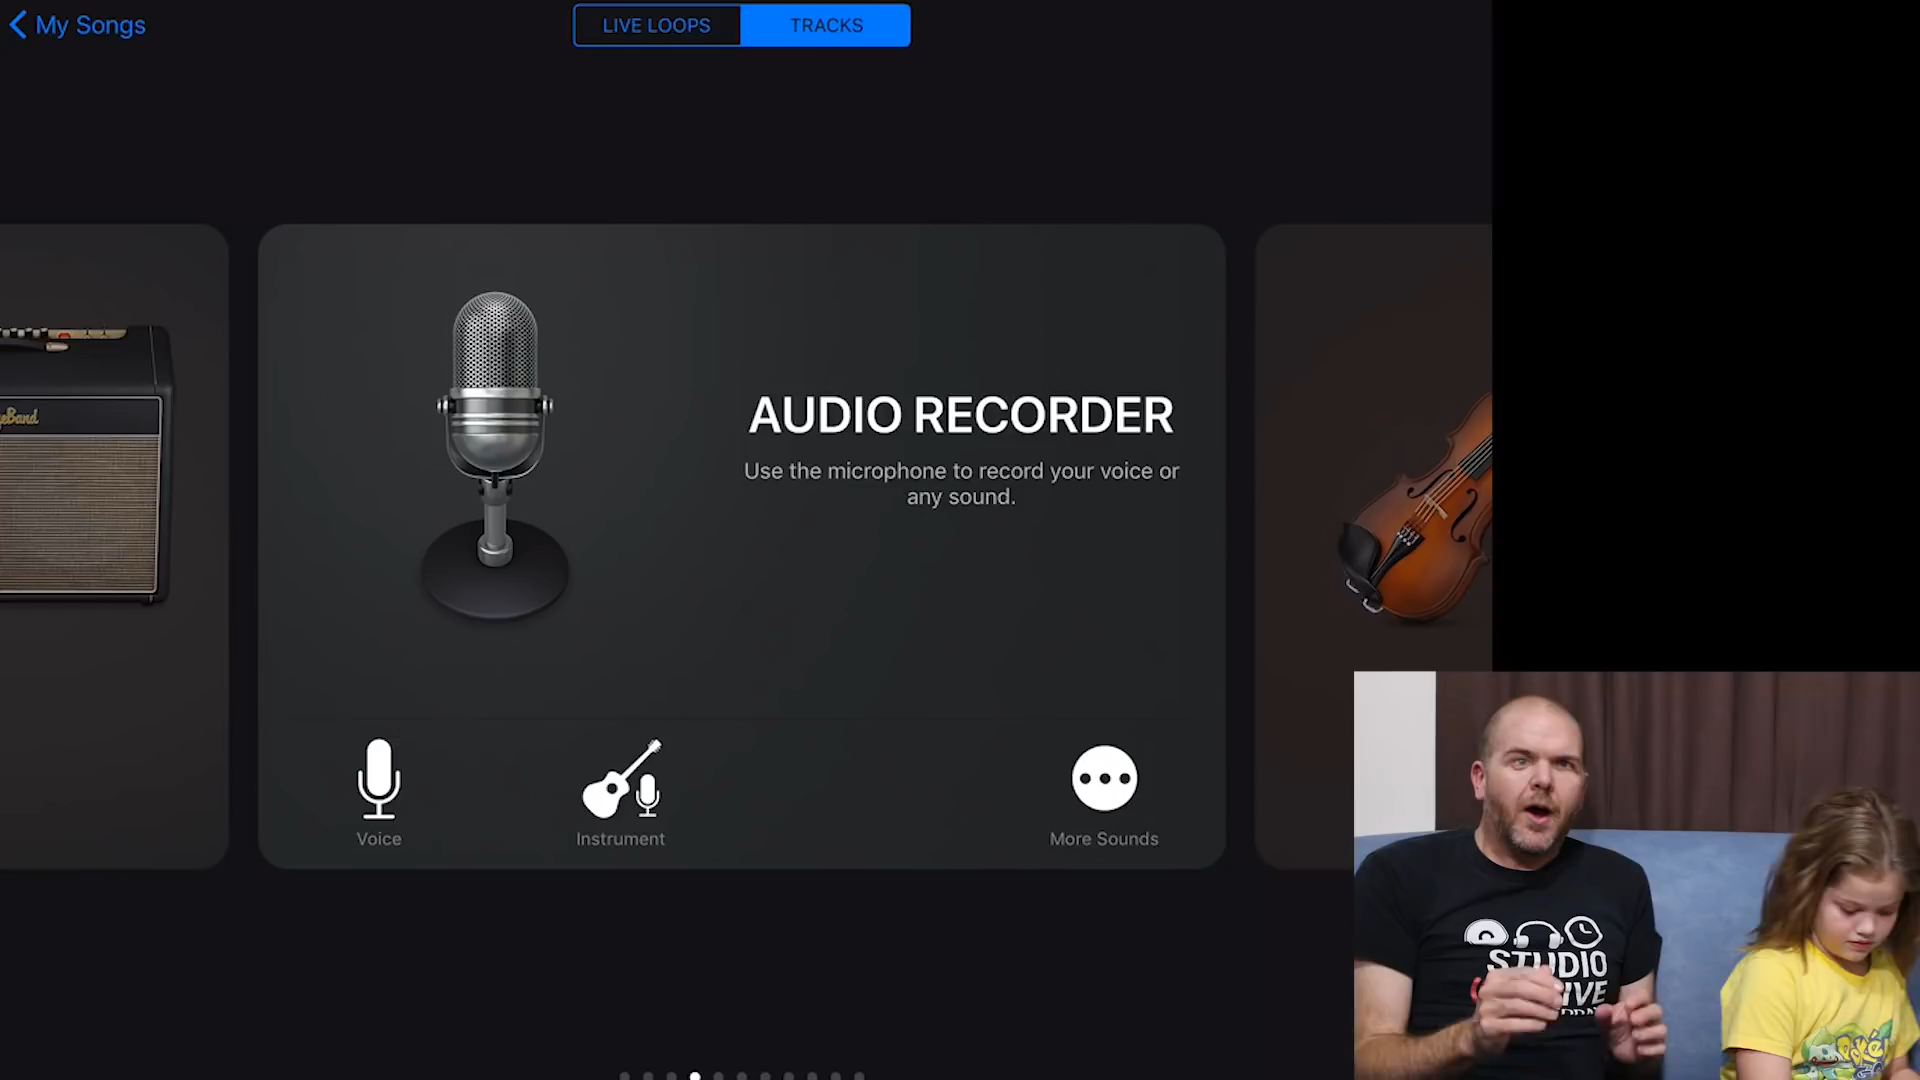 My Songs
LIVE LOOPS
TRACKS
AUDIO RECORDER
Use the microphone to record your voice or
any sound.
Voice
Instrument
More Sounds
STUDIO